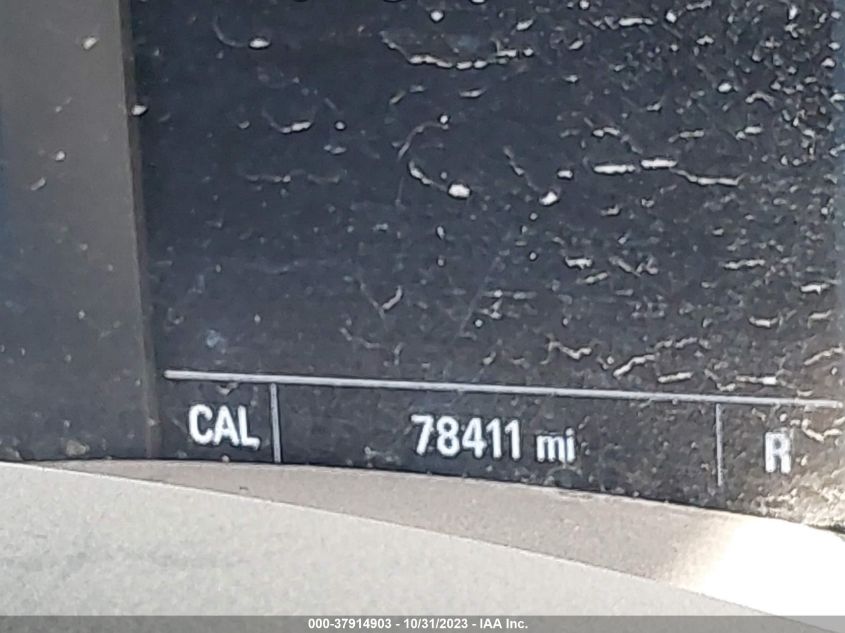 CAL 78411 mi R
000-37914903 - 10/31/2023 - IAA Inc.